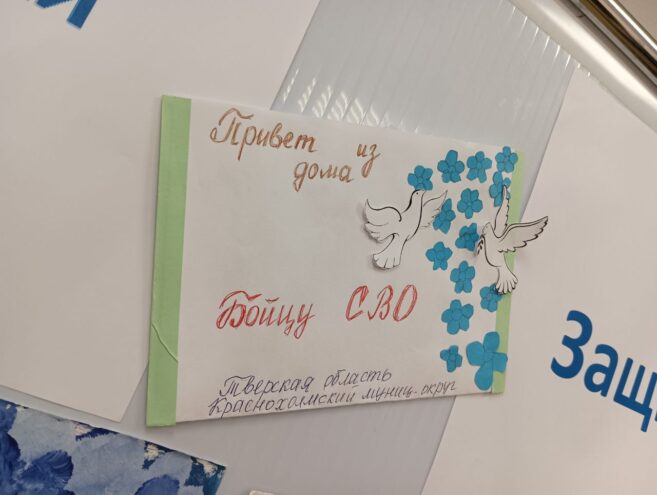 Й
Привет из
дома
Бойцу СВО
Тверская область
Краснохолмский муниц. округ
Защ